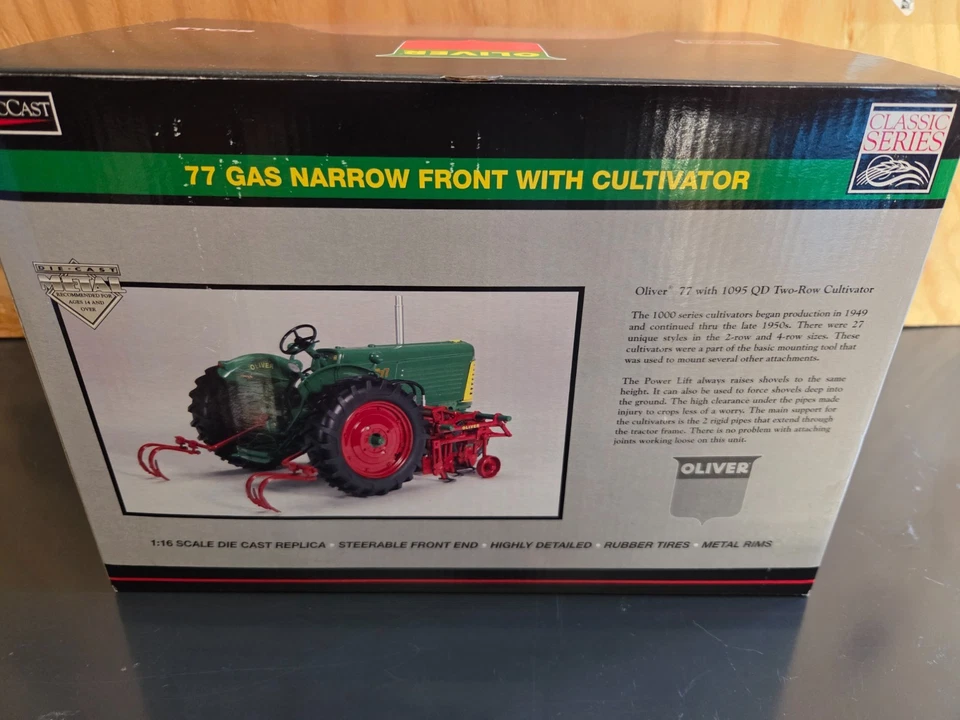 OLIVER
cCAST
CLASSIC
SERIES
77 GAS NARROW FRONT WITH CULTIVATOR
DIE-CAST
METAL
RECOMMENDED FOR
AGES 14 AND
OVER
Oliver® 77 with 1095 QD Two-Row Cultivator
The 1000 series cultivators began production in 1949
and continued thru the late 1950s. There were 27
unique styles in the 2-row and 4-row sizes. These
cultivators were a part of the basic mounting tool that
was used to mount several other attachments.
The Power Lift always raises shovels to the same
height. It can also be used to force shovels deep into
the ground. The high clearance under the pipes made
injury to crops less of a worry. The main support for
the cultivator is the 2 rigid pipes that extend through
the tractor frame. There is no problem with attaching
joints working loose on this unit.
OLIVER
OLIVER
OLIVER
1:16 SCALE DIE CAST REPLICA • STEERABLE FRONT END • HIGHLY DETAILED • RUBBER TIRES • METAL RIMS